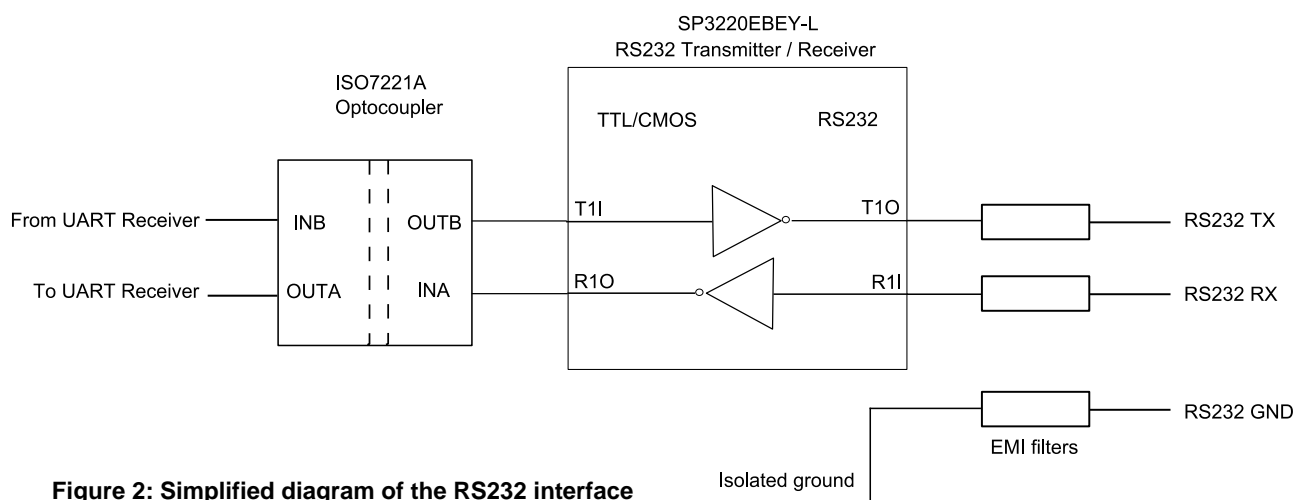 SP3220EBEY-L
RS232 Transmitter / Receiver
ISO7221A
Optocoupler
TTL/CMOS
RS232
From UART Receiver
INB
OUTB
T1I
T1O
RS232 TX
To UART Receiver
OUTA
INA
R1O
R1I
RS232 RX
RS232 GND
EMI filters
Isolated ground
Figure 2: Simplified diagram of the RS232 interface